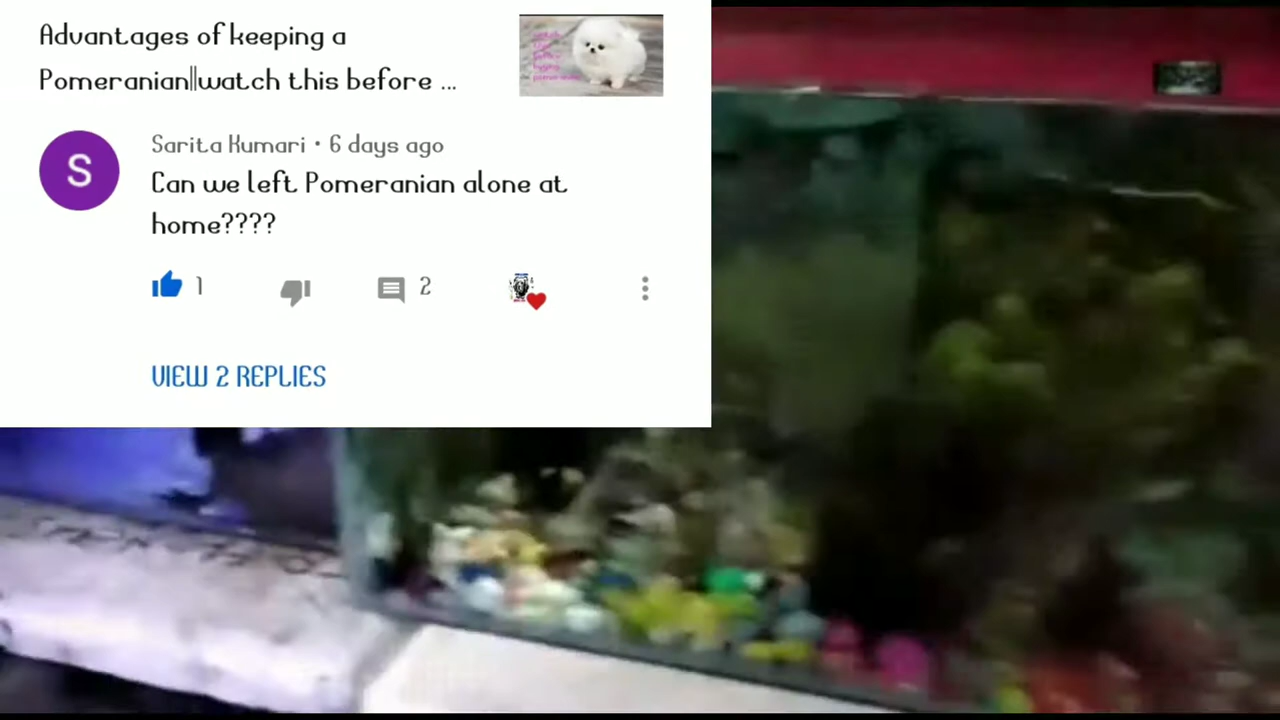 Advantages of keeping a
Pomeranian||watch this before ...
S
Sarita Kumari • 6 days ago
Can we left Pomeranian alone at
home????
1
2
VIEW 2 REPLIES